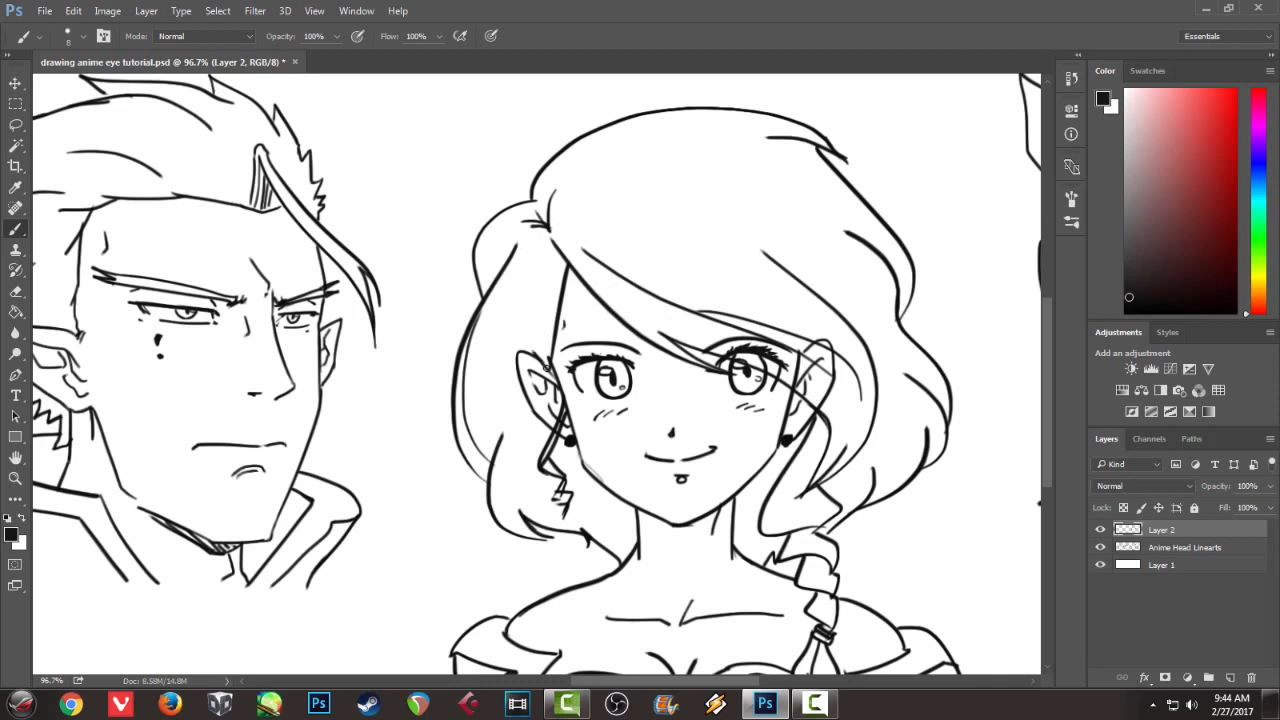 Ps File Edit Image Layer Type Select Filter 3D View Window Help
8 Mode: Normal Opacity: 100% Flow: 100% Essentials
drawing anime eye tutorial.psd @ 96.7% (Layer 2, RGB/8) * ×
Color Swatches
Adjustments Styles
Add an adjustment
Layers Channels Paths
Kind
Normal Opacity: 100%
Lock: Fill: 100%
Layer 2
Anime Head Linearts
Layer 1
96.7% Doc: 8.58M/14.8M
9:44 AM
2/27/2017